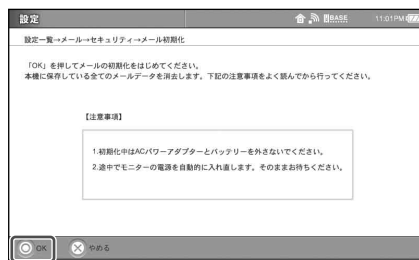 設定
BASE 11:01PM
設定一覧→メール→セキュリティ→メール初期化
「OK」を押してメールの初期化をはじめてください。
本機に保存している全てのメールデータを消去します。下記の注意事項をよく読んでから行ってください。
【注意事項】
1.初期化中はACパワーアダプターとバッテリーを外さないでください。
2.途中でモニターの電源を自動的に入れ直します。そのままお待ちください。
OK やめる